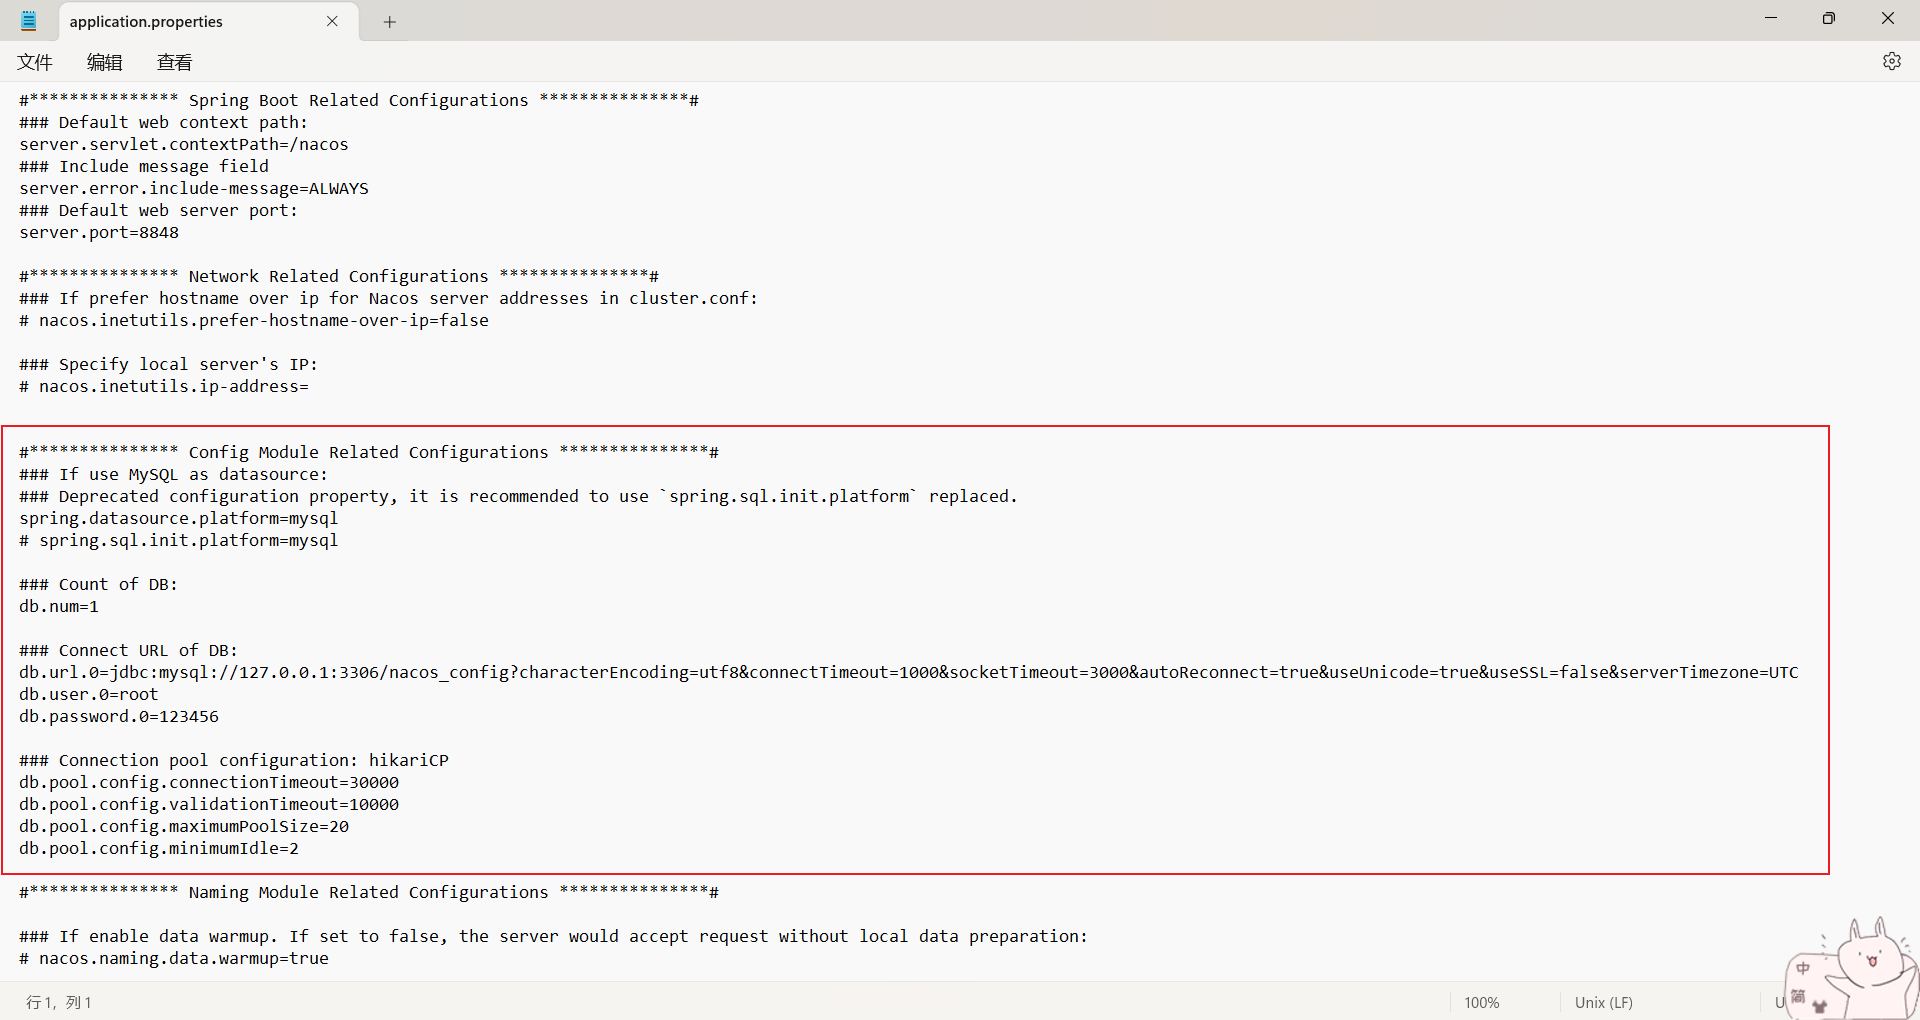 application.properties
文件 编辑 查看
#*************** Spring Boot Related Configurations ***************#
### Default web context path:
server.servlet.contextPath=/nacos
### Include message field
server.error.include-message=ALWAYS
### Default web server port:
server.port=8848
#*************** Network Related Configurations ***************#
### If prefer hostname over ip for Nacos server addresses in cluster.conf:
# nacos.inetutils.prefer-hostname-over-ip=false
### Specify local server's IP:
# nacos.inetutils.ip-address=
#*************** Config Module Related Configurations ***************#
### If use MySQL as datasource:
### Deprecated configuration property, it is recommended to use `spring.sql.init.platform` replaced.
spring.datasource.platform=mysql
# spring.sql.init.platform=mysql
### Count of DB:
db.num=1
### Connect URL of DB:
db.url.0=jdbc:mysql://127.0.0.1:3306/nacos_config?characterEncoding=utf8&connectTimeout=1000&socketTimeout=3000&autoReconnect=true&useUnicode=true&useSSL=false&serverTimezone=UTC
db.user.0=root
db.password.0=123456
### Connection pool configuration: hikariCP
db.pool.config.connectionTimeout=30000
db.pool.config.validationTimeout=10000
db.pool.config.maximumPoolSize=20
db.pool.config.minimumIdle=2
#*************** Naming Module Related Configurations ***************#
### If enable data warmup. If set to false, the server would accept request without local data preparation:
# nacos.naming.data.warmup=true
中
简
行 1，列 1 100% Unix (LF)